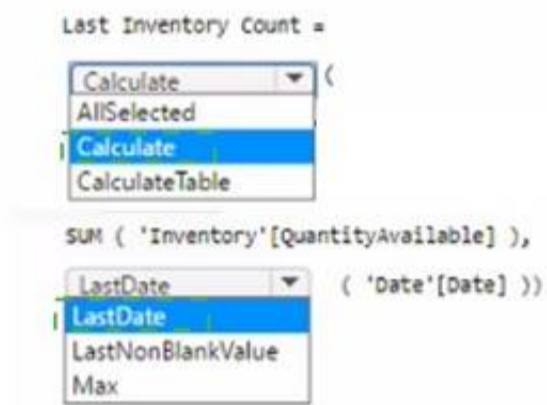 Last Inventory Count =
Calculate (
AllSelected
Calculate
CalculateTable
SUM ( 'Inventory'[QuantityAvailable] ),
LastDate ( 'Date'[Date] ))
LastDate
LastNonBlankValue
Max